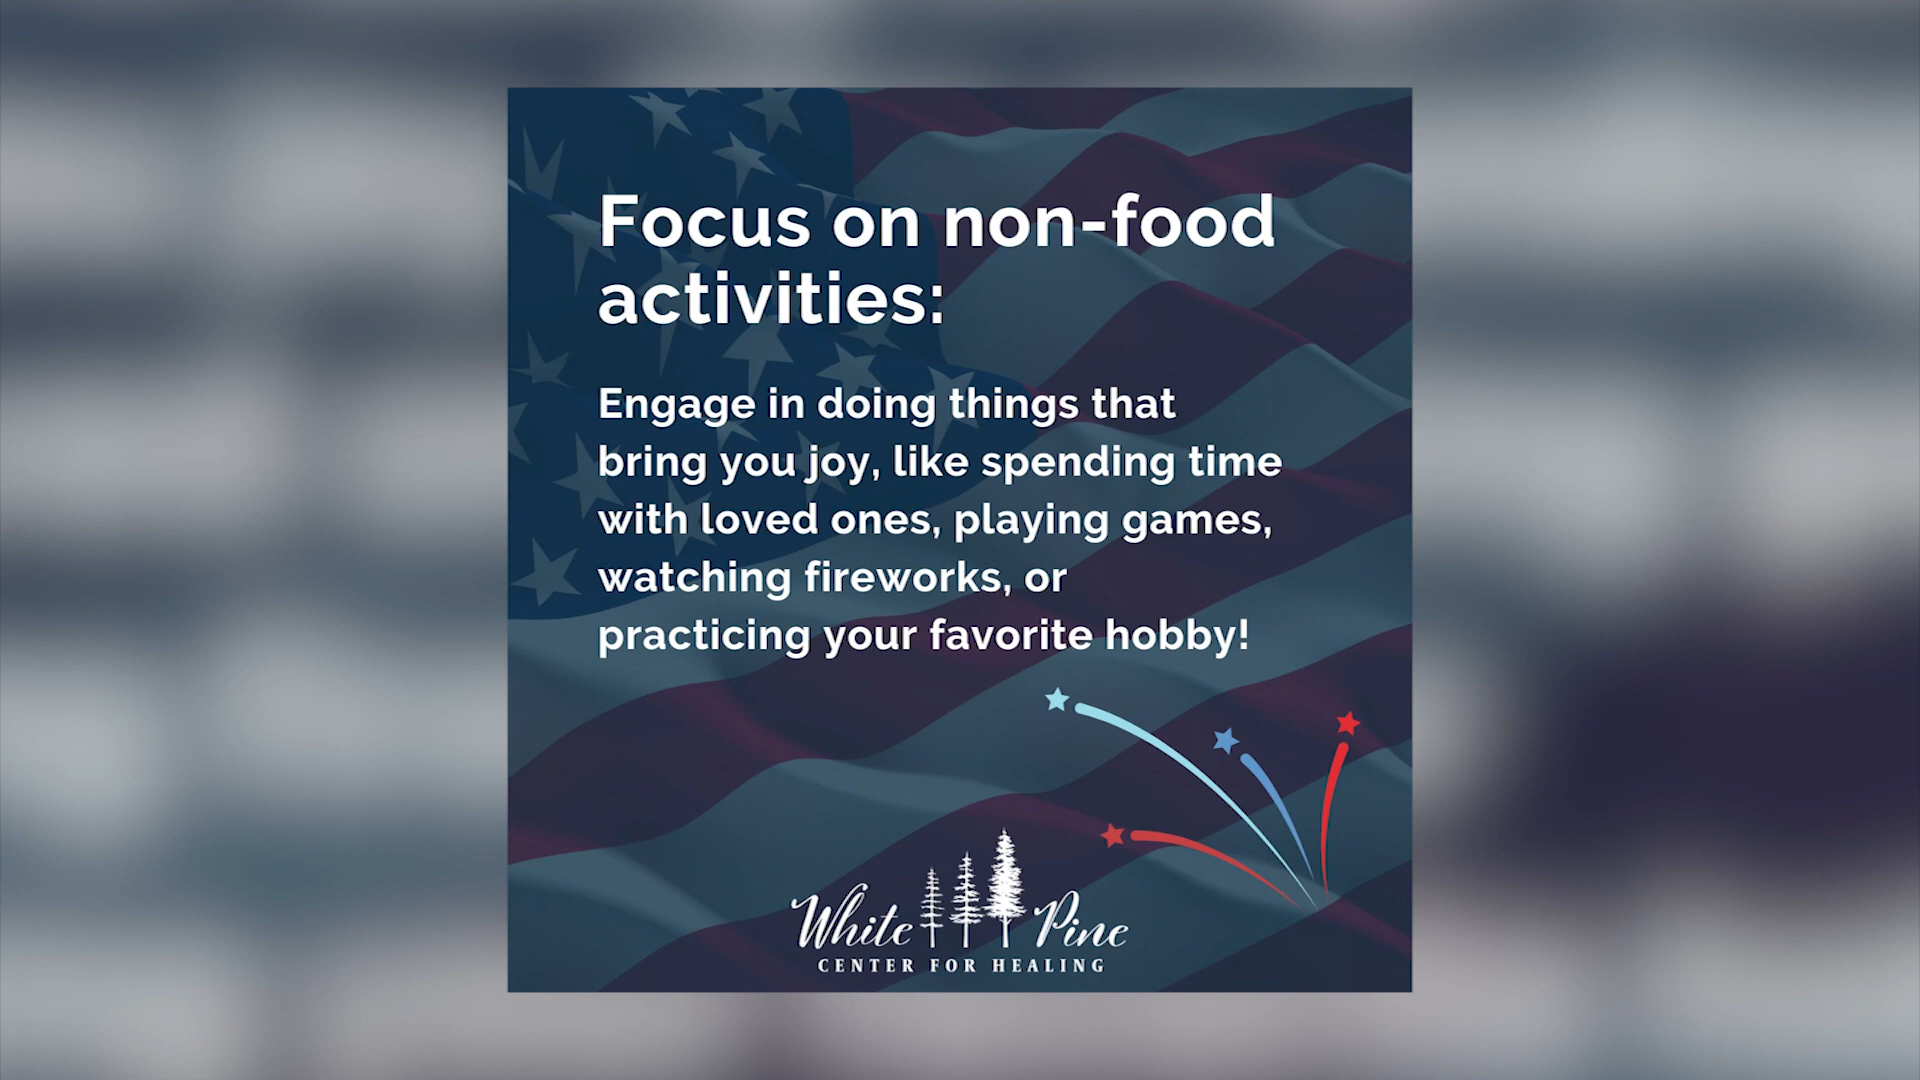 Focus on non-food
activities:
Engage in doing things that
bring you joy, like spending time
with loved ones, playing games,
watching fireworks, or
practicing your favorite hobby!
White Pine
CENTER FOR HEALING